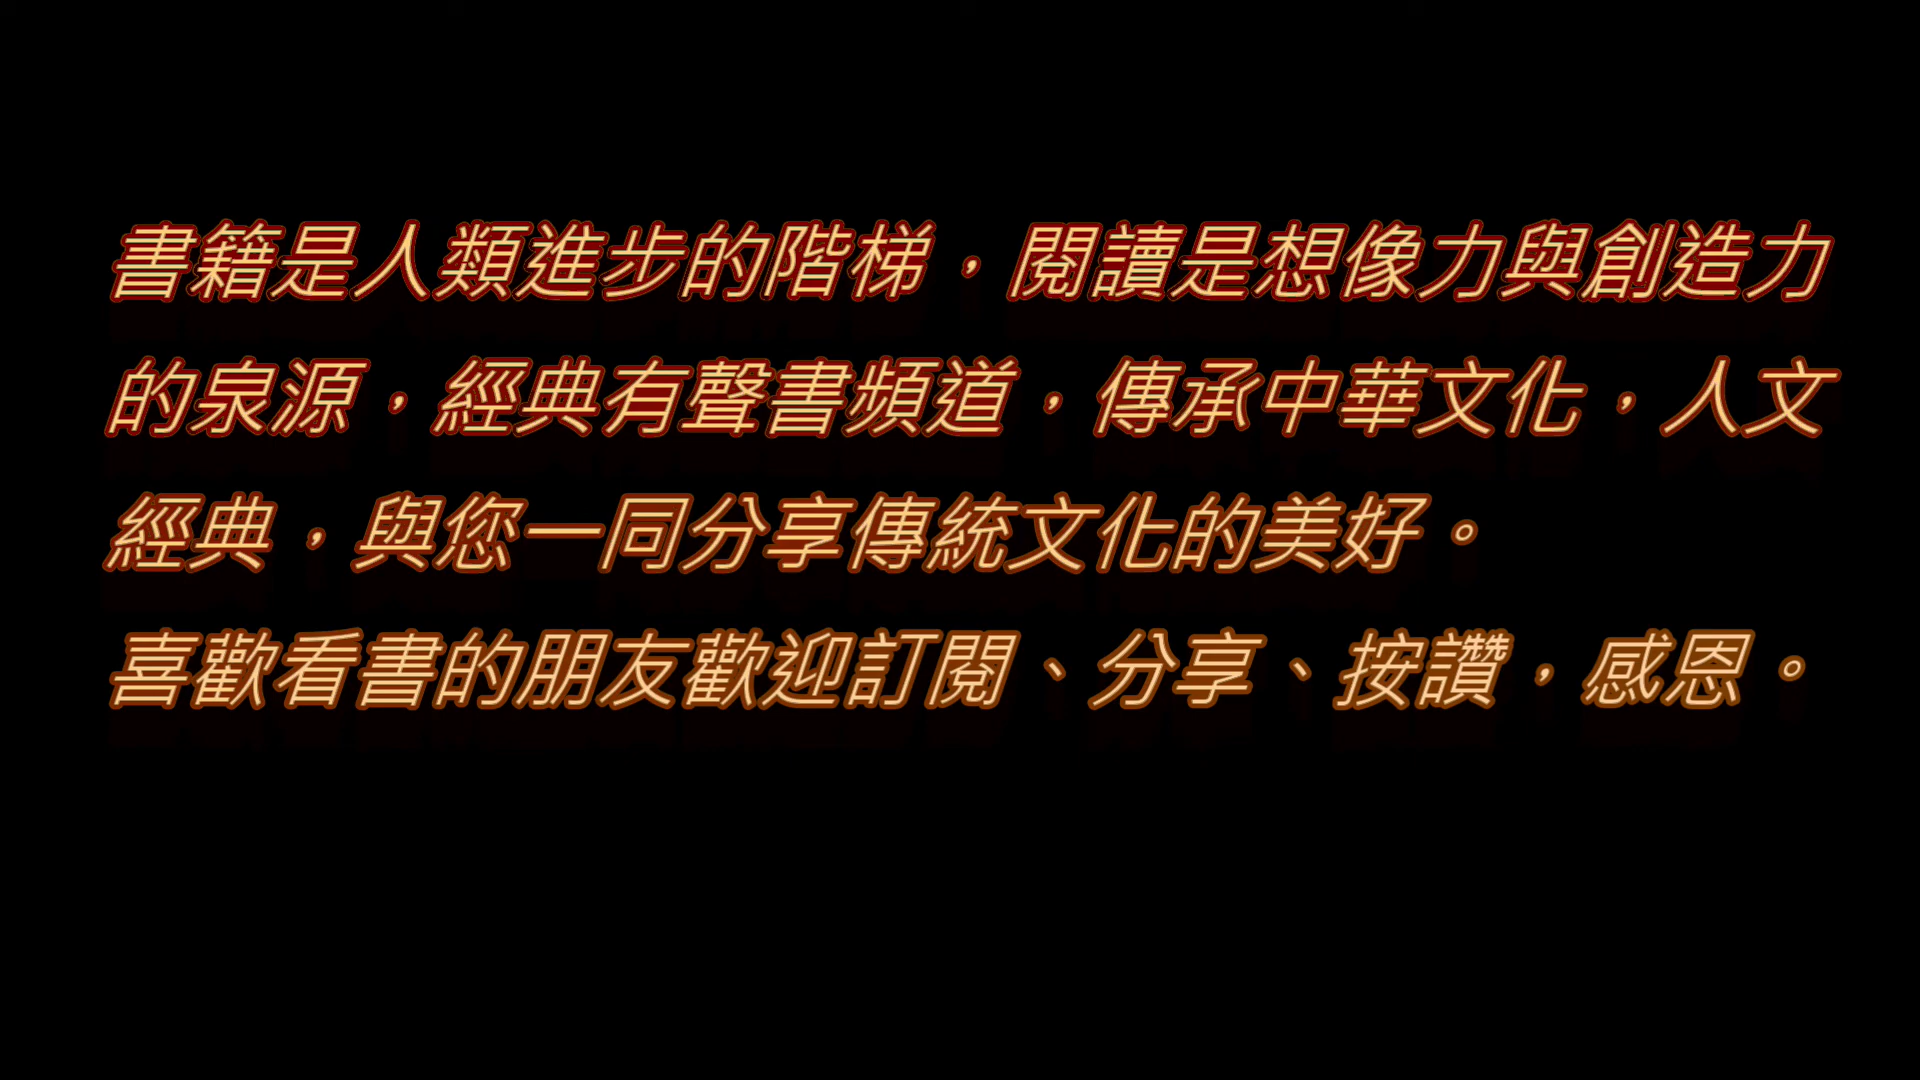 書籍是人類進步的階梯，閱讀是想像力與創造力
的泉源，經典有聲書頻道，傳承中華文化，人文
經典，與您一同分享傳統文化的美好。
喜歡看書的朋友歡迎訂閱、分享、按讚，感恩。